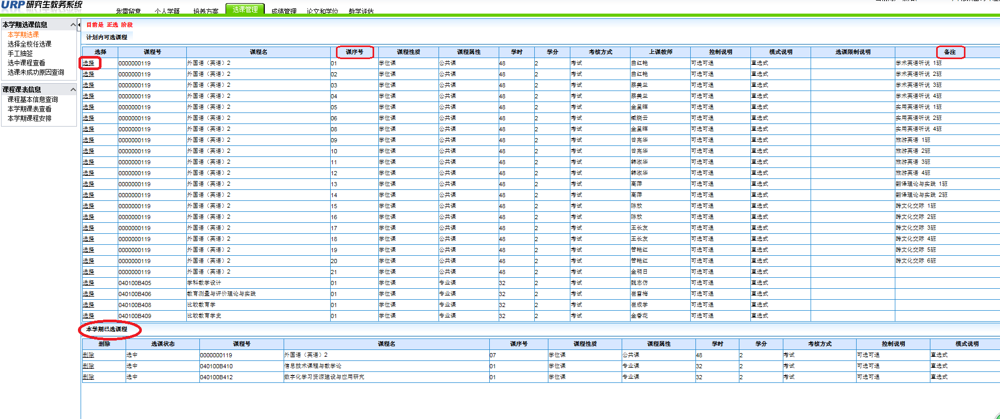 URP研究生教务系统
我需留意 个人学籍 培养方案 选课管理 成绩管理 论文和学位 教学评估
本学期选课信息
本学期选课
选择全校任选课
手工抽签
选中课程查看
选课未成功原因查询
课程课表信息
课程基本信息查询
本学期课表查看
本学期课程安排
目前是 正选 阶段
计划内可选课程
选择 课程号 课程名 课序号 课程性质 课程属性 学时 学分 考核方式 上课教师 控制说明 模式说明 选课限制说明 备注
选择 0000000119 外国语（英语）2 01 学位课 公共课 48 2 考试 曲红艳 可选可退 直选式 学术英语听说 1班
选择 0000000119 外国语（英语）2 02 学位课 公共课 48 2 考试 曲红艳 可选可退 直选式 学术英语听说 2班
选择 0000000119 外国语（英语）2 03 学位课 公共课 48 2 考试 蔡美兰 可选可退 直选式 学术英语听说 3班
选择 0000000119 外国语（英语）2 04 学位课 公共课 48 2 考试 蔡美兰 可选可退 直选式 学术英语听说 4班
选择 0000000119 外国语（英语）2 05 学位课 公共课 48 2 考试 金星晖 可选可退 直选式 实用英语听说 1班
选择 0000000119 外国语（英语）2 06 学位课 公共课 48 2 考试 臧晓云 可选可退 直选式 实用英语听说 2班
选择 0000000119 外国语（英语）2 08 学位课 公共课 48 2 考试 金星晖 可选可退 直选式 实用英语听说 4班
选择 0000000119 外国语（英语）2 09 学位课 公共课 48 2 考试 曾宪华 可选可退 直选式 旅游英语 1班
选择 0000000119 外国语（英语）2 10 学位课 公共课 48 2 考试 曾宪华 可选可退 直选式 旅游英语 2班
选择 0000000119 外国语（英语）2 11 学位课 公共课 48 2 考试 韩淑华 可选可退 直选式 旅游英语 3班
选择 0000000119 外国语（英语）2 12 学位课 公共课 48 2 考试 韩淑华 可选可退 直选式 旅游英语 4班
选择 0000000119 外国语（英语）2 13 学位课 公共课 48 2 考试 高萍 可选可退 直选式 翻译理论与实践 1班
选择 0000000119 外国语（英语）2 14 学位课 公共课 48 2 考试 高萍 可选可退 直选式 翻译理论与实践 2班
选择 0000000119 外国语（英语）2 15 学位课 公共课 48 2 考试 陈放 可选可退 直选式 跨文化交际 1班
选择 0000000119 外国语（英语）2 16 学位课 公共课 48 2 考试 陈放 可选可退 直选式 跨文化交际 2班
选择 0000000119 外国语（英语）2 17 学位课 公共课 48 2 考试 王长友 可选可退 直选式 跨文化交际 3班
选择 0000000119 外国语（英语）2 18 学位课 公共课 48 2 考试 王长友 可选可退 直选式 跨文化交际 4班
选择 0000000119 外国语（英语）2 19 学位课 公共课 48 2 考试 管艳红 可选可退 直选式 跨文化交际 5班
选择 0000000119 外国语（英语）2 20 学位课 公共课 48 2 考试 管艳红 可选可退 直选式 跨文化交际 6班
选择 0000000119 外国语（英语）2 21 学位课 公共课 48 2 考试 金明日 可选可退 直选式
选择 040100B405 学科教学设计 01 学位课 专业课 32 2 考试 魏志仿 可选可退 直选式
选择 040100B406 教育测量与评价理论与实践 01 学位课 专业课 32 2 考试 崔雪梅 可选可退 直选式
选择 040100B408 比较教育学 01 学位课 专业课 32 2 考试 崔成学 可选可退 直选式
选择 040100B409 比较教育学史 01 学位课 专业课 32 2 考试 金香花 可选可退 直选式
本学期已选课程
删除 选课状态 课程号 课程名 课序号 课程性质 课程属性 学时 学分 考核方式 控制说明 模式说明
删除 选中 0000000119 外国语（英语）2 07 学位课 公共课 48 2 考试 可选可退 直选式
删除 选中 040100B410 信息技术课程与教学论 01 学位课 专业课 32 2 考试 可选可退 直选式
删除 选中 040100B412 数字化学习资源建设与应用研究 01 学位课 专业课 32 2 考试 可选可退 直选式